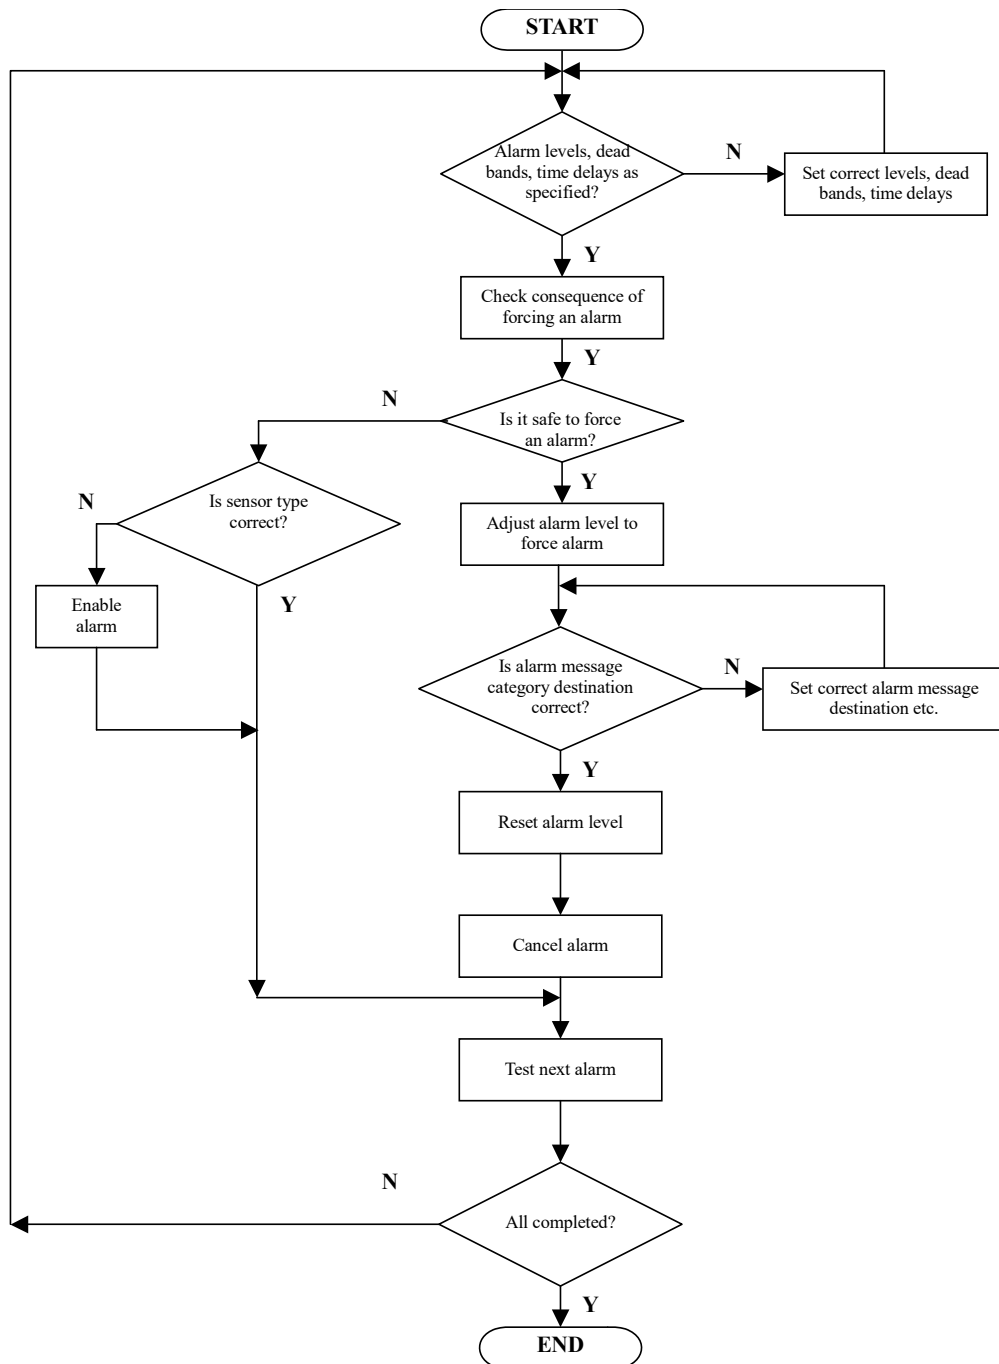 START
Alarm levels, dead
bands, time delays as
specified?
N
Set correct levels, dead
bands, time delays
Y
Check consequence of
forcing an alarm
Y
N
Is it safe to force
an alarm?
Y
Is sensor type
correct?
N
Adjust alarm level to
force alarm
Enable
alarm
Y
Is alarm message
category destination
correct?
N
Set correct alarm message
destination etc.
Y
Reset alarm level
Cancel alarm
Test next alarm
N
All completed?
Y
END